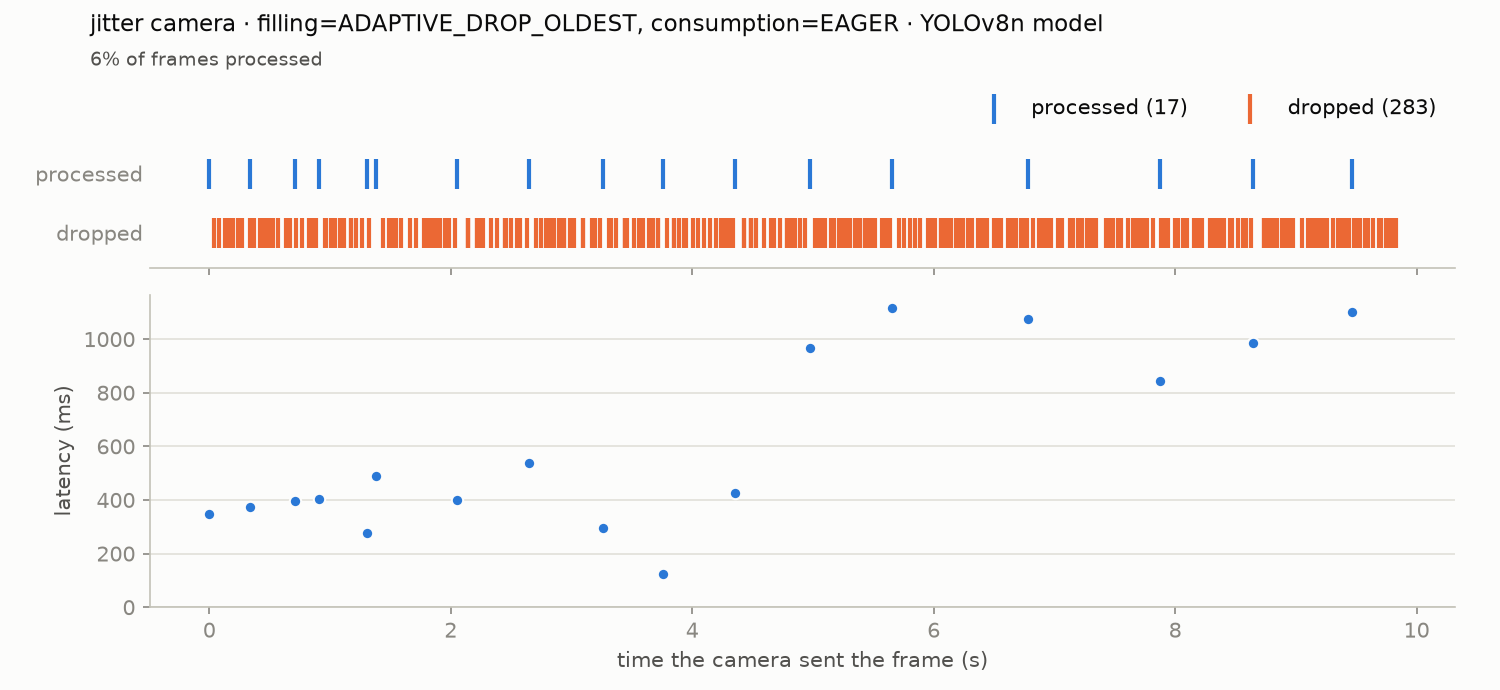 jitter camera · filling=ADAPTIVE_DROP_OLDEST, consumption=EAGER · YOLOv8n model
6% of frames processed
processed (17)
dropped (283)
processed
dropped
1000
800
600
400
200
0
latency (ms)
0 2 4 6 8 10
time the camera sent the frame (s)